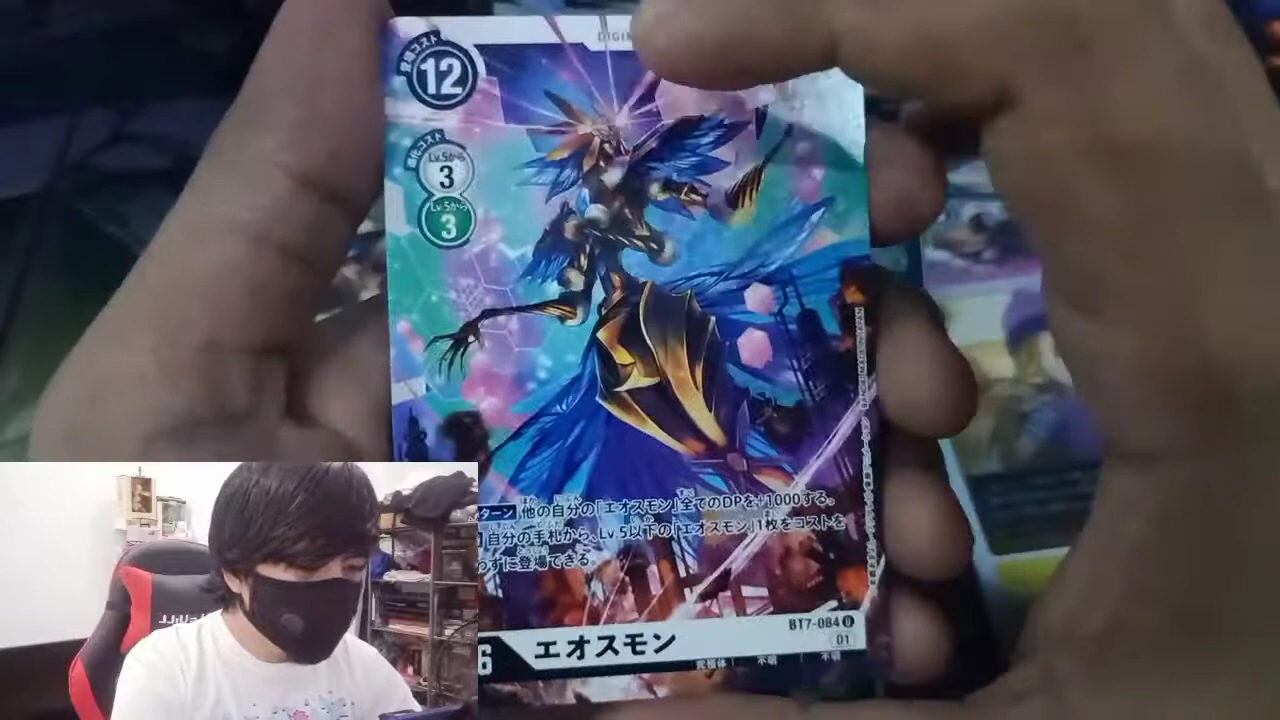 DIGIM
登場コスト
12
進化コスト
Lv.5から
3
Lv.5から
3
ターン 他の自分の「エオスモン」全てのDPを+1000する。
自分の手札から、Lv.5以下の「エオスモン」1枚をコストを
わずに登場できる。
BT7-084 U
01
6 エオスモン
究極体 不明 不明